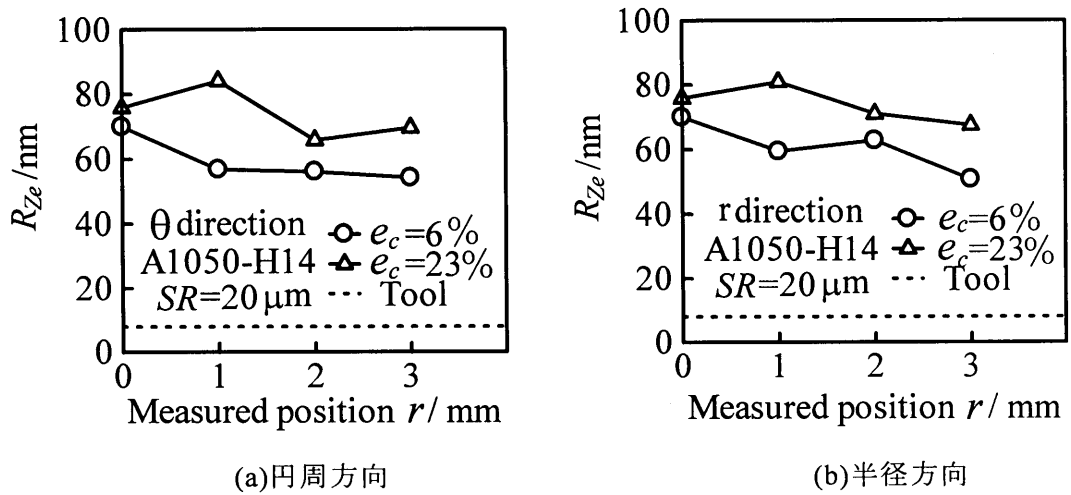 100
80
60
40
20
0
R_Ze /nm
θ direction
A1050-H14
SR=20 μm
e_c=6%
e_c=23%
Tool
0 1 2 3
Measured position r / mm
(a)円周方向
100
80
60
40
20
0
R_Ze /nm
r direction
A1050-H14
SR=20 μm
e_c=6%
e_c=23%
Tool
0 1 2 3
Measured position r / mm
(b)半径方向